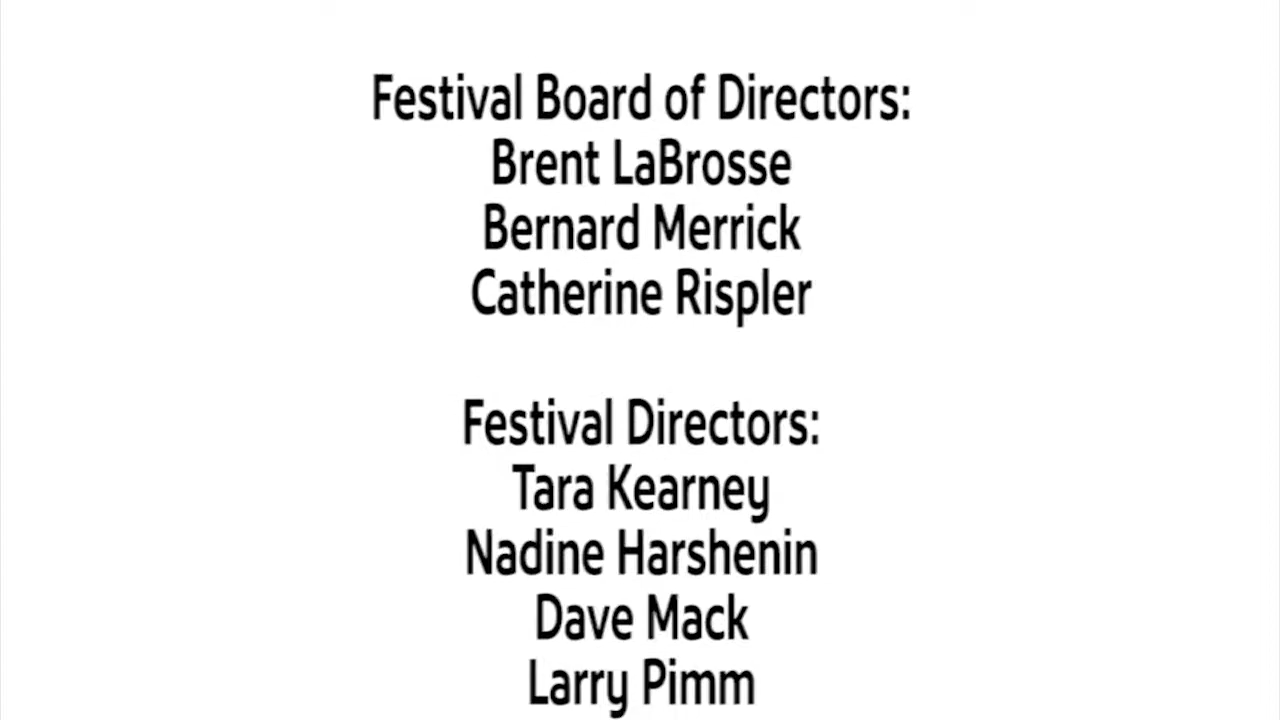 Festival Board of Directors:
Brent LaBrosse
Bernard Merrick
Catherine Rispler
Festival Directors:
Tara Kearney
Nadine Harshenin
Dave Mack
Larry Pimm